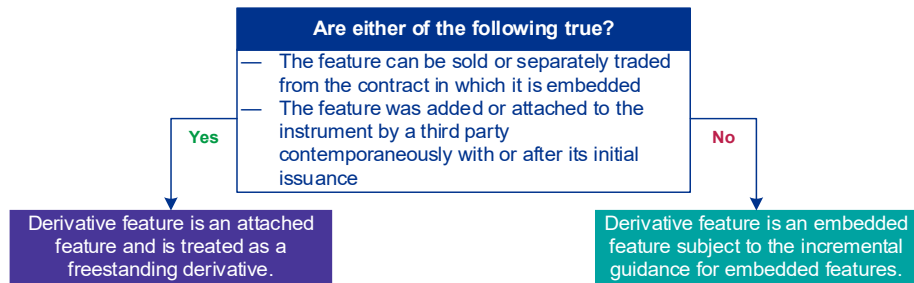 Are either of the following true?
— The feature can be sold or separately traded
from the contract in which it is embedded
— The feature was added or attached to the
instrument by a third party
contemporaneously with or after its initial
issuance
Yes
No
Derivative feature is an attached
feature and is treated as a
freestanding derivative.
Derivative feature is an embedded
feature subject to the incremental
guidance for embedded features.